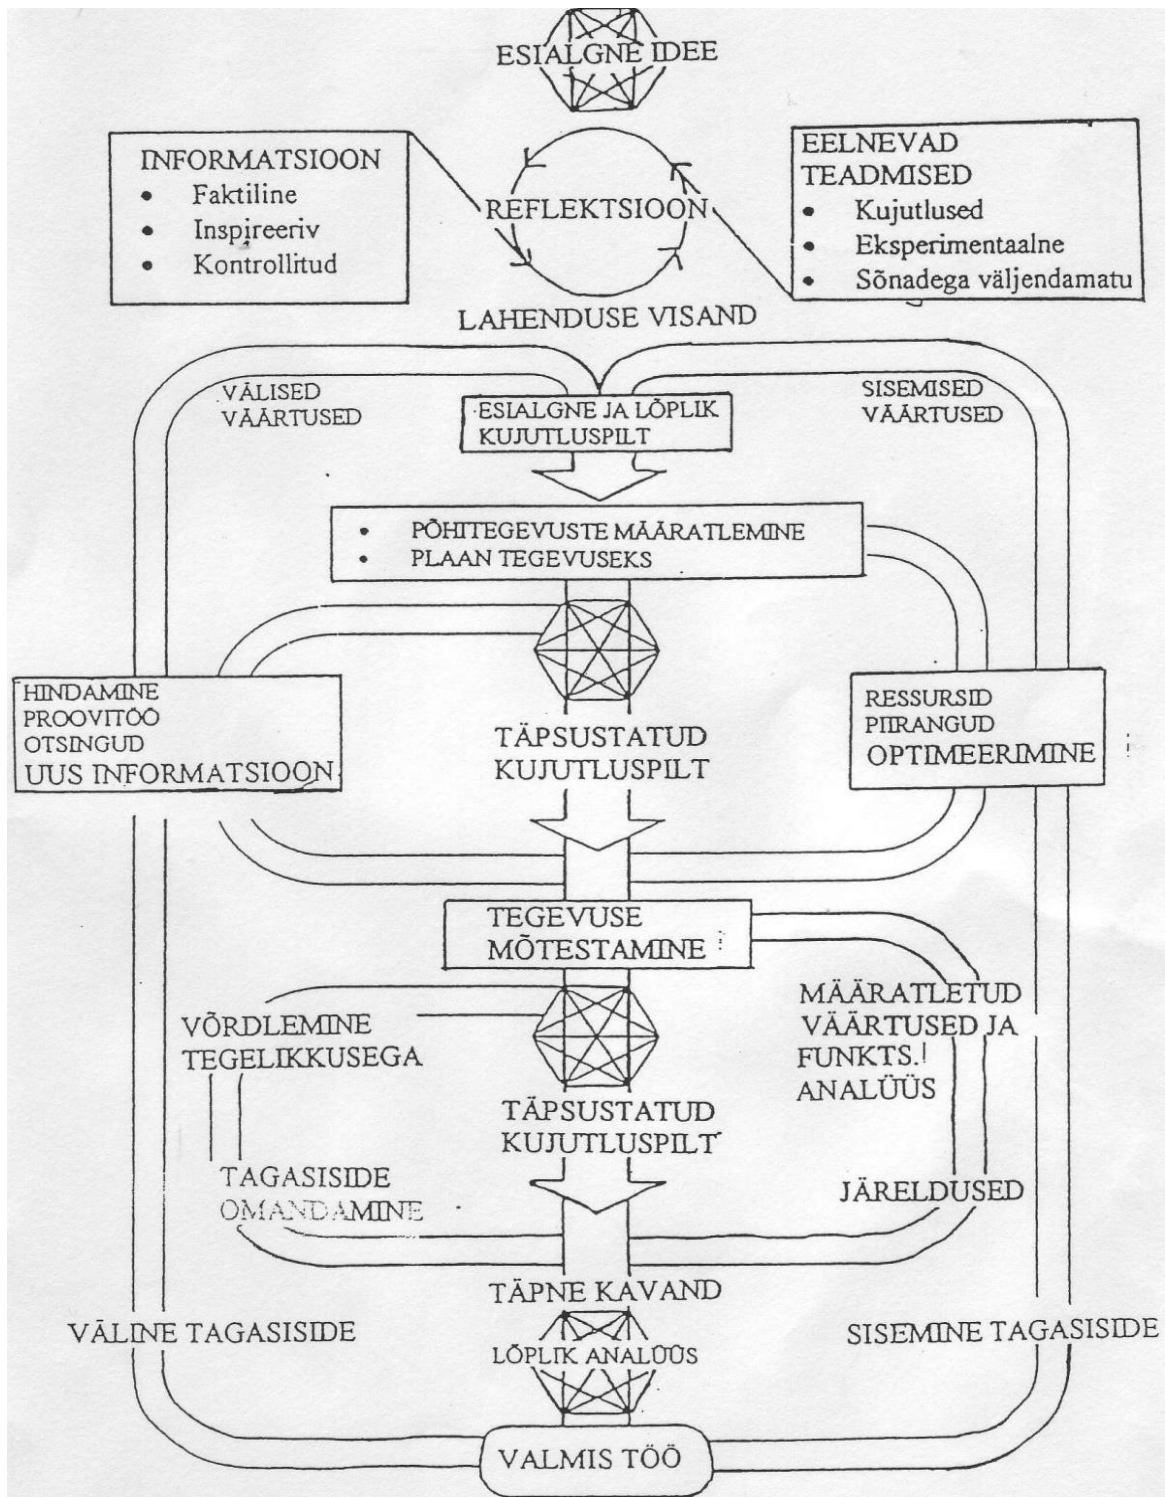 ESIALGNE IDEE
INFORMATSIOON
• Faktiline
• Inspireeriv
• Kontrollitud
REFLEKTSIOON
EELNEVAD
TEADMISED
• Kujutlused
• Eksperimentaalne
• Sõnadega väljendamatu
LAHENDUSE VISAND
VÄLISED
VÄÄRTUSED
ESIALGNE JA LÕPLIK
KUJUTLUSPILT
SISEMISED
VÄÄRTUSED
• PÕHITEGEVUSTE MÄÄRATLEMINE
• PLAAN TEGEVUSEKS
HINDAMINE
PROOVITÖÖ
OTSINGUD
UUS INFORMATSIOON
TÄPSUSTATUD
KUJUTLUSPILT
RESSURSID
PIIRANGUD
OPTIMEERIMINE
TEGEVUSE
MÕTESTAMINE
VÕRDLEMINE
TEGELIKKUSEGA
MÄÄRATLETUD
VÄÄRTUSED JA
FUNKTS.!
ANALÜÜS
TÄPSUSTATUD
KUJUTLUSPILT
TAGASISIDE
OMANDAMINE
JÄRELDUSED
TÄPNE KAVAND
VÄLINE TAGASISIDE
LÕPLIK ANALÜÜS
SISEMINE TAGASISIDE
VALMIS TÖÖ